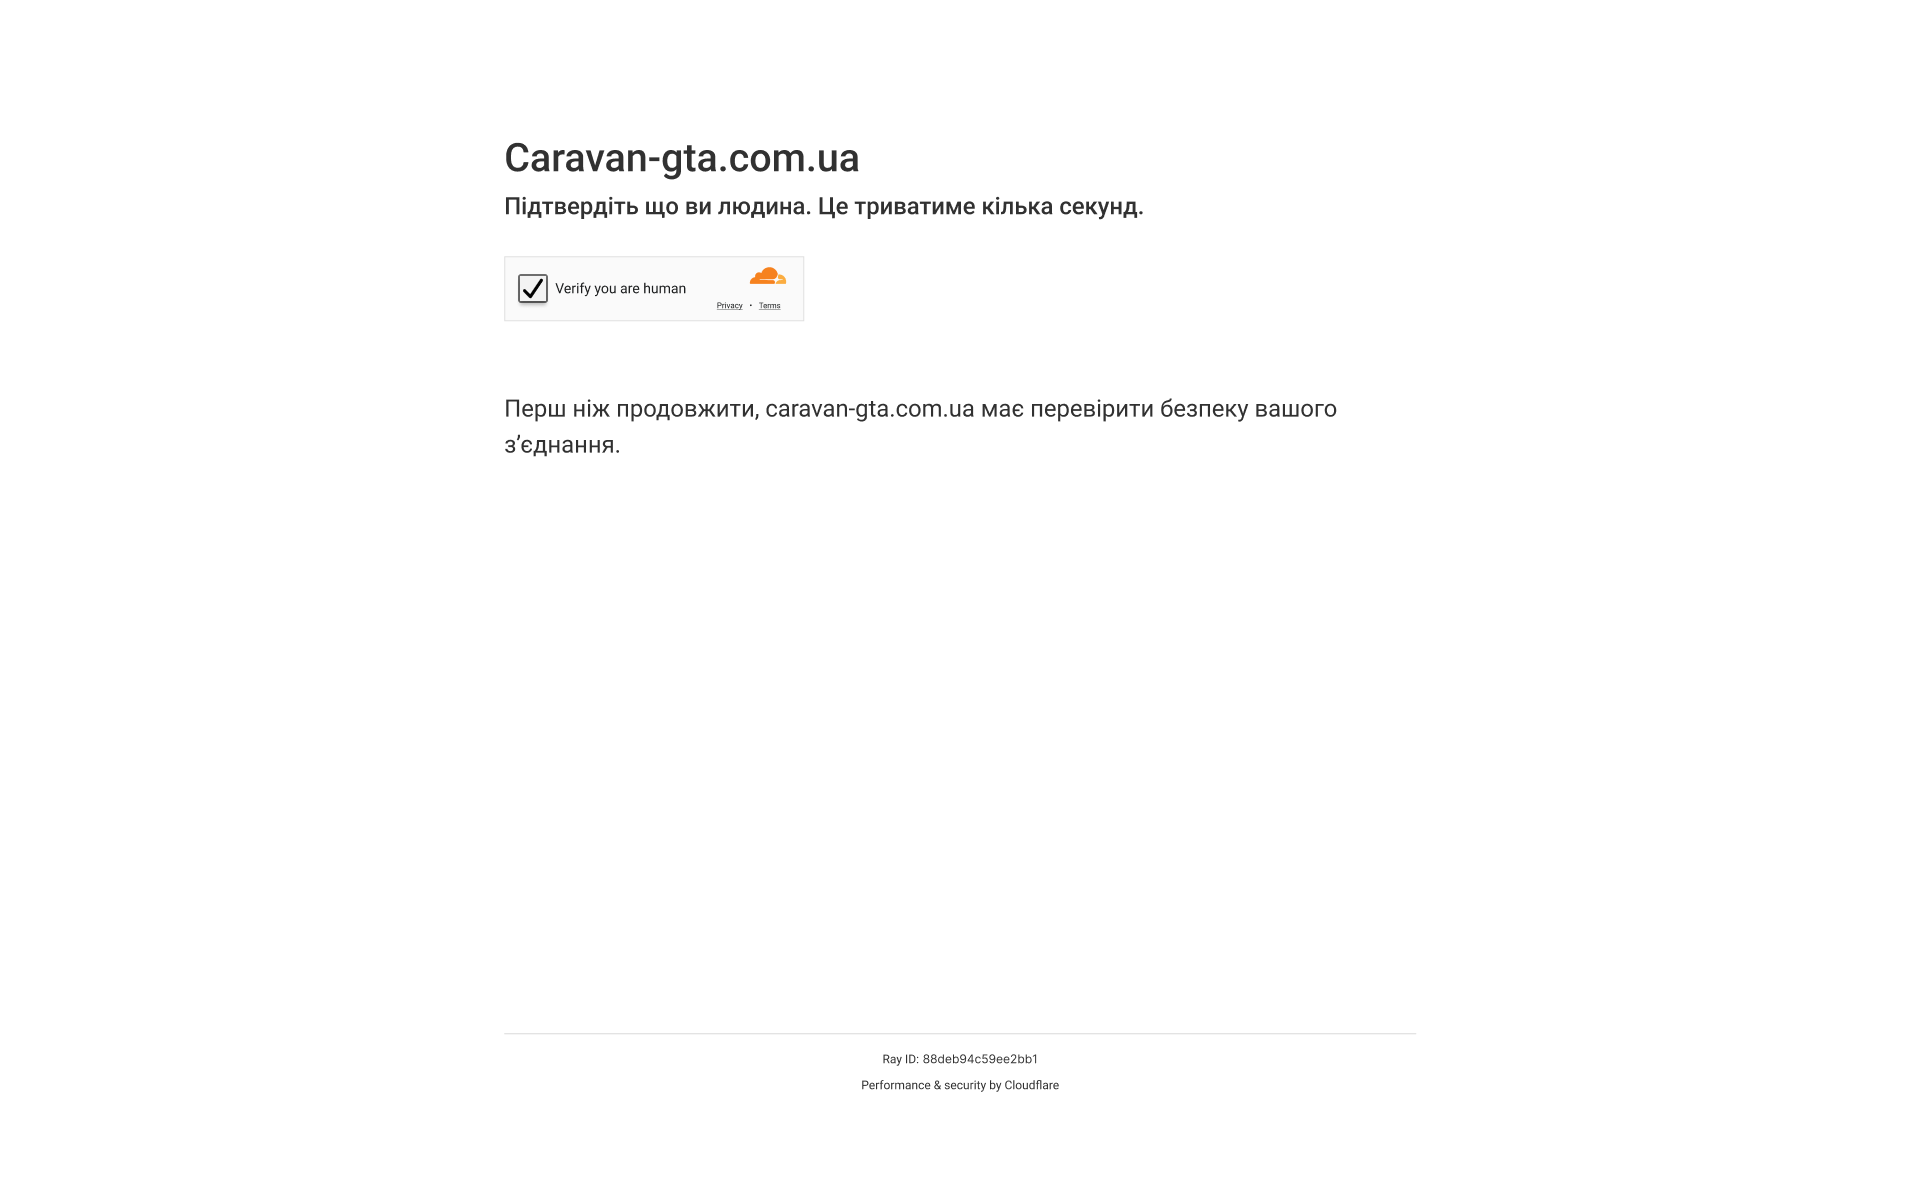 Caravan-gta.com.ua
Підтвердіть що ви людина. Це триватиме кілька секунд.
Verify you are human
Privacy • Terms
Перш ніж продовжити, caravan-gta.com.ua має перевірити безпеку вашого
з’єднання.
Ray ID: 88deb94c59ee2bb1
Performance & security by Cloudflare